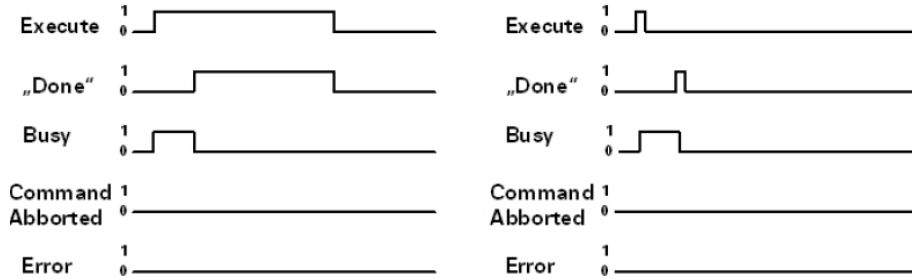 Execute 1 0
„Done“ 1 0
Busy 1 0
Command Abborted 1 0
Error 1 0
Execute 1 0
„Done“ 1 0
Busy 1 0
Command Abborted 1 0
Error 1 0